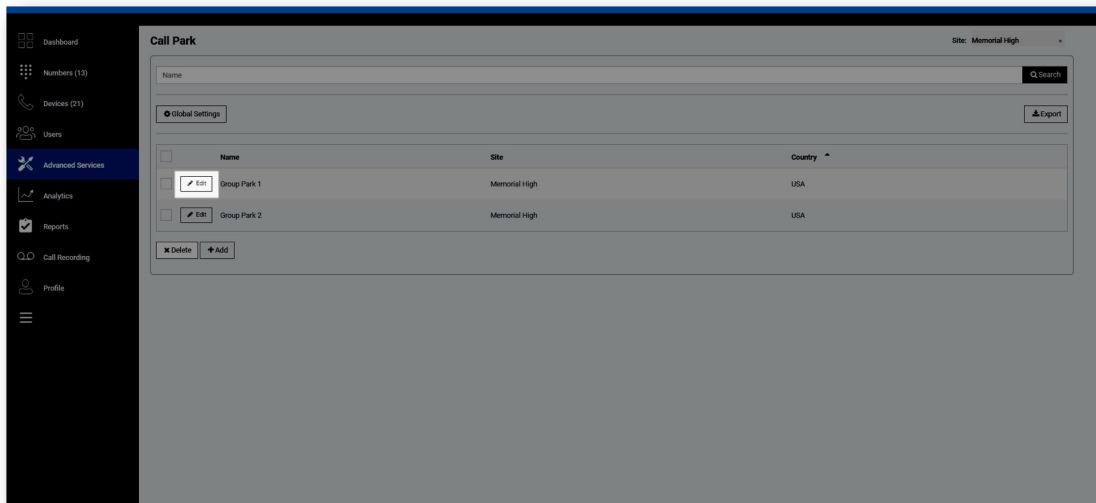 Dashboard
Numbers (13)
Devices (21)
Users
Advanced Services
Analytics
Reports
Call Recording
Profile
Call Park
Site: Memorial High
Name
Search
Global Settings
Export
Name Site Country
Edit Group Park 1 Memorial High USA
Edit Group Park 2 Memorial High USA
Delete Add